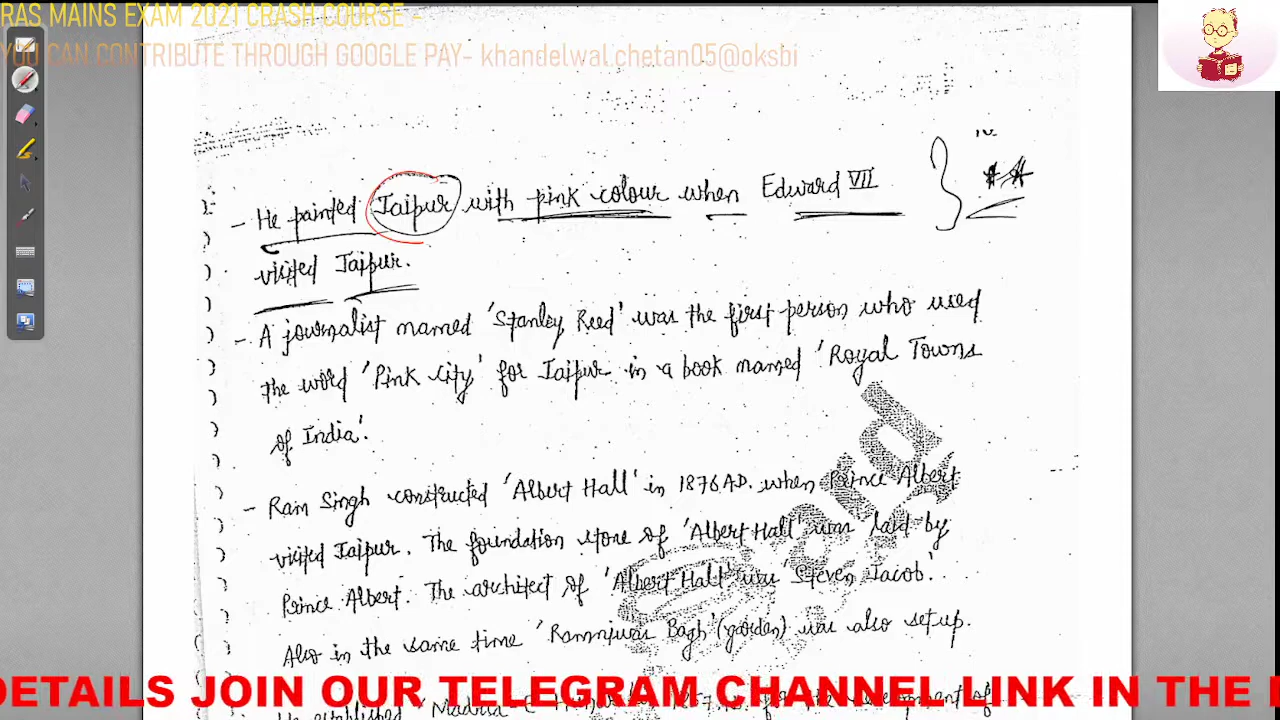 RAS MAINS EXAM 2021 CRASH COURSE -
YOU CAN CONTRIBUTE THROUGH GOOGLE PAY- khandelwal.chetan05@oksbi
- He painted Jaipur with pink colour when Edward VII
visited Jaipur.
- A journalist named 'Stanley Reed' was the first person who used
the word 'Pink City' for Jaipur in a book named 'Royal Towns
of India'.
- Ram Singh constructed 'Albert Hall' in 1876 AD. when Prince Albert
visited Jaipur. The foundation stone of 'Albert Hall' was laid by
Prince Albert. The architect of 'Albert Hall' was 'Steven Jacob'.
Also in the same time 'Ramniwas Bagh' (garden) was also setup.
DETAILS JOIN OUR TELEGRAM CHANNEL LINK IN THE